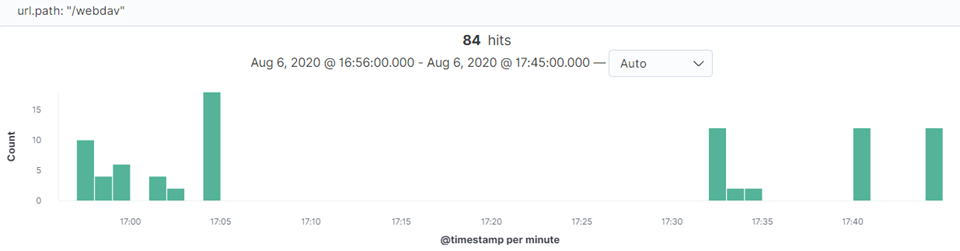 url.path: "/webdav"
84 hits
Aug 6, 2020 @ 16:56:00.000 - Aug 6, 2020 @ 17:45:00.000 — Auto
Count
15
10
5
0
17:00 17:05 17:10 17:15 17:20 17:25 17:30 17:35 17:40
@timestamp per minute